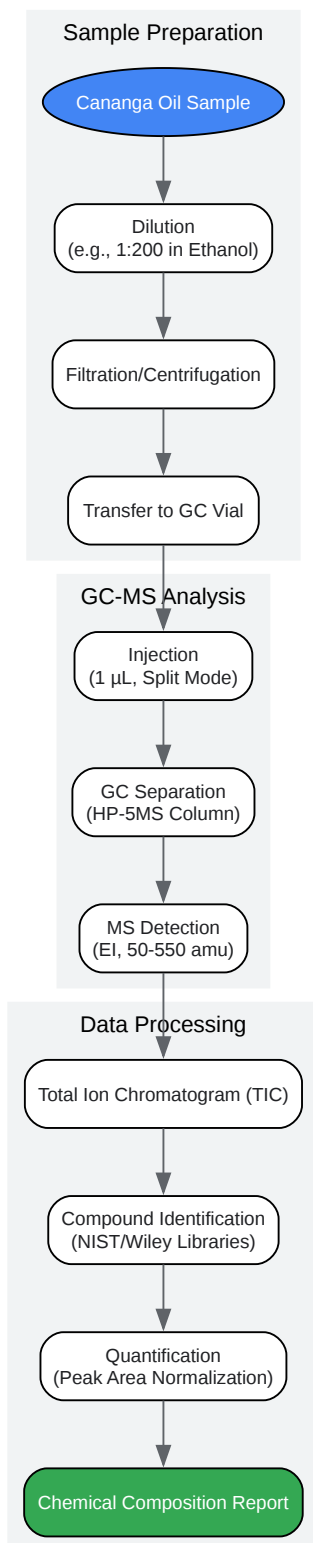 Sample Preparation
Cananga Oil Sample
Dilution
(e.g., 1:200 in Ethanol)
Filtration/Centrifugation
Transfer to GC Vial
GC-MS Analysis
Injection
(1 µL, Split Mode)
GC Separation
(HP-5MS Column)
MS Detection
(EI, 50-550 amu)
Data Processing
Total Ion Chromatogram (TIC)
Compound Identification
(NIST/Wiley Libraries)
Quantification
(Peak Area Normalization)
Chemical Composition Report